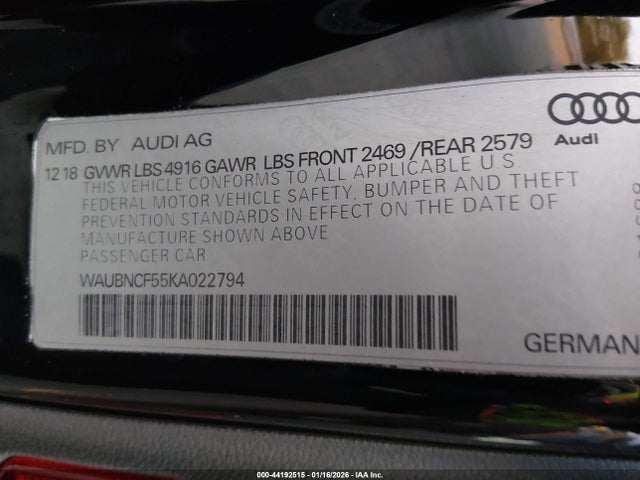 MFD. BY AUDI AG
Audi
12 18 GVWR LBS 4916 GAWR LBS FRONT 2469 /REAR 2579
THIS VEHICLE CONFORMS TO ALL APPLICABLE U.S.
FEDERAL MOTOR VEHICLE SAFETY, BUMPER AND THEFT
PREVENTION STANDARDS IN EFFECT ON THE DATE OF
MANUFACTURE SHOWN ABOVE
PASSENGER CAR
WAUBNCF55KA022794
GERMAN
000-44192515 - 01/16/2026 - IAA Inc.